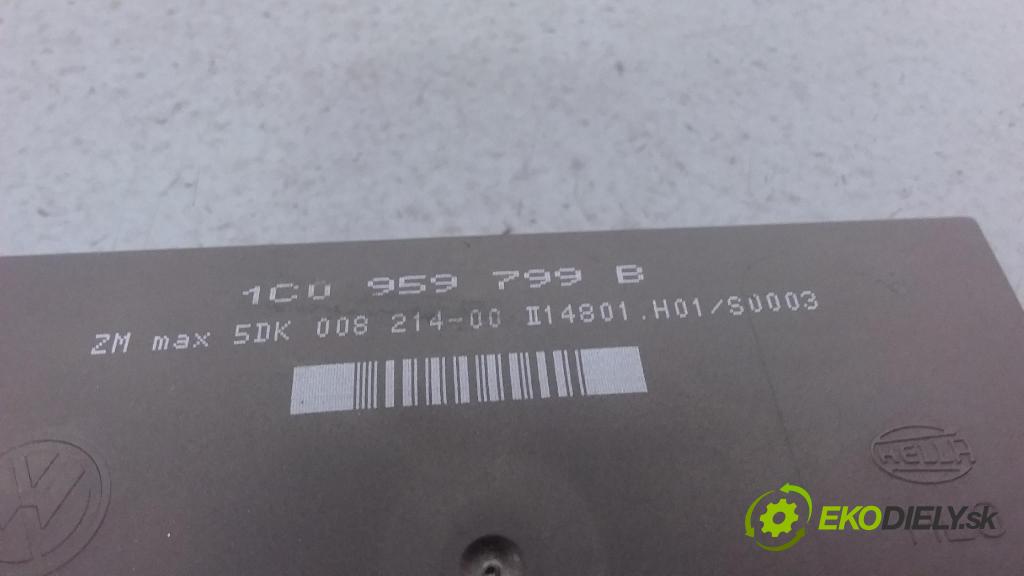 1C0 959 799 B
ZM max 5DK 008 214-00 II14801.H01/S0003
HELLA
EKODIELY.sk